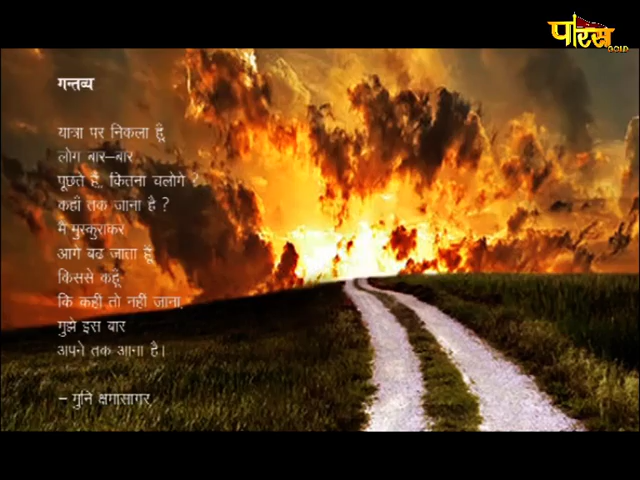 पारस
GOLD
गन्तव्य
यात्रा पर निकला हूँ
लोग बार–बार
पूछते हैं, कितना चलोगे ?
कहाँ तक जाना है ?
मैं मुस्कुराकर
आगे बढ जाता हूँ
किससे कहूँ
कि कहीं तो नहीं जाना,
मुझे इस बार
अपने तक आना है।
– मुनि क्षमासागर